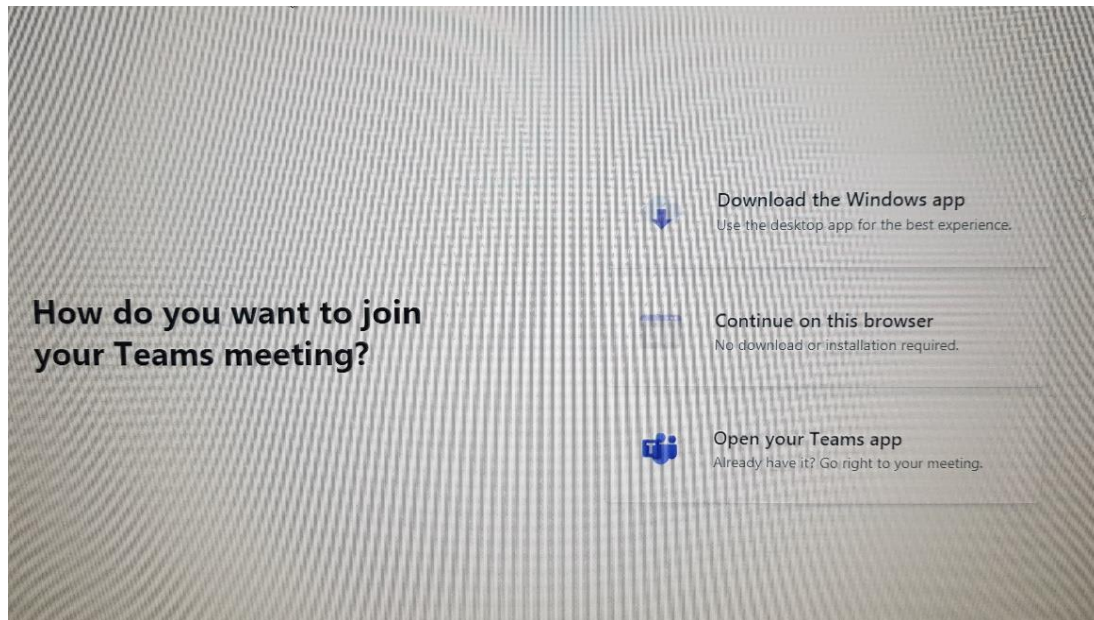 How do you want to join
your Teams meeting?
Download the Windows app
Use the desktop app for the best experience.
Continue on this browser
No download or installation required.
Open your Teams app
Already have it? Go right to your meeting.